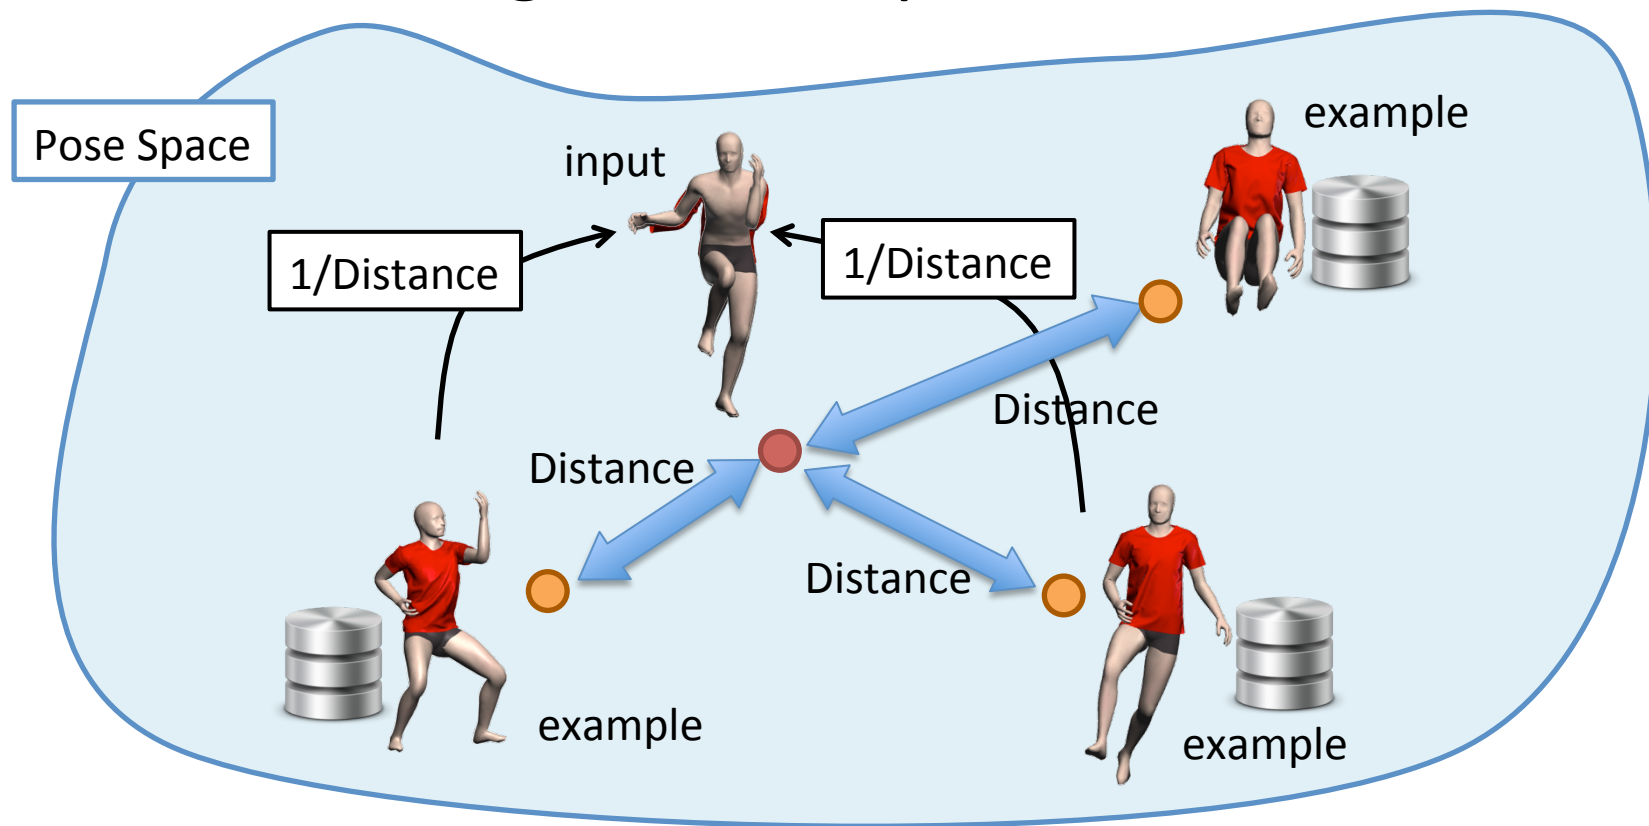 Pose Space
input
example
1/Distance
1/Distance
Distance
Distance
Distance
example
example